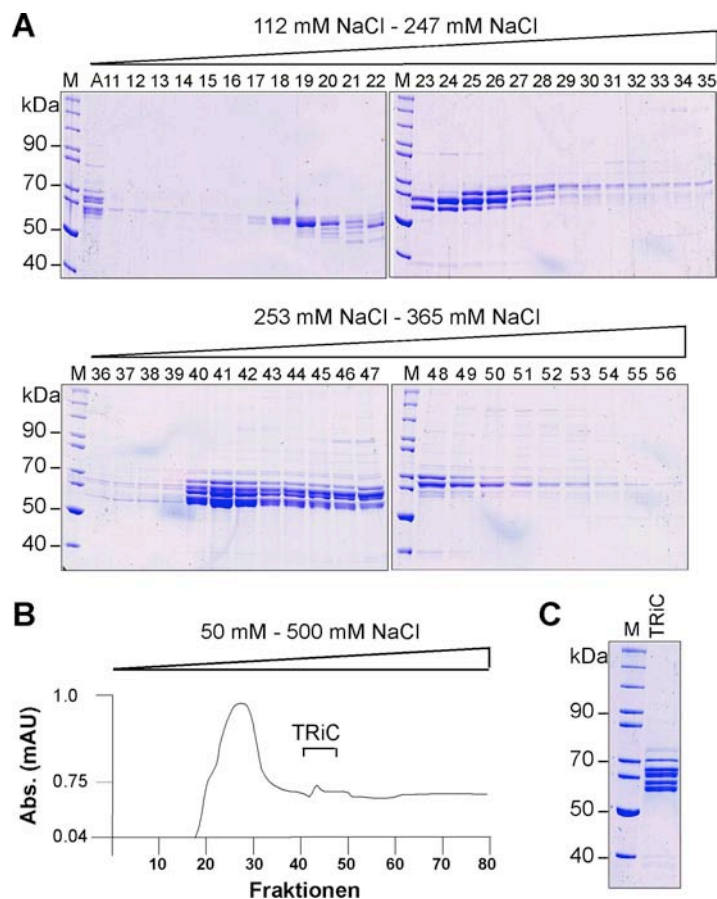 A
112 mM NaCl - 247 mM NaCl
M A 11 12 13 14 15 16 17 18 19 20 21 22 M 23 24 25 26 27 28 29 30 31 32 33 34 35
kDa
90
70
50
40
253 mM NaCl - 365 mM NaCl
M 36 37 38 39 40 41 42 43 44 45 46 47 M 48 49 50 51 52 53 54 55 56
kDa
90
70
50
40
B
50 mM - 500 mM NaCl
1.0
0.75
0.04
Abs. (mAU)
TRiC
10 20 30 40 50 60 70 80
Fraktionen
C
M TRiC
kDa
90
70
50
40